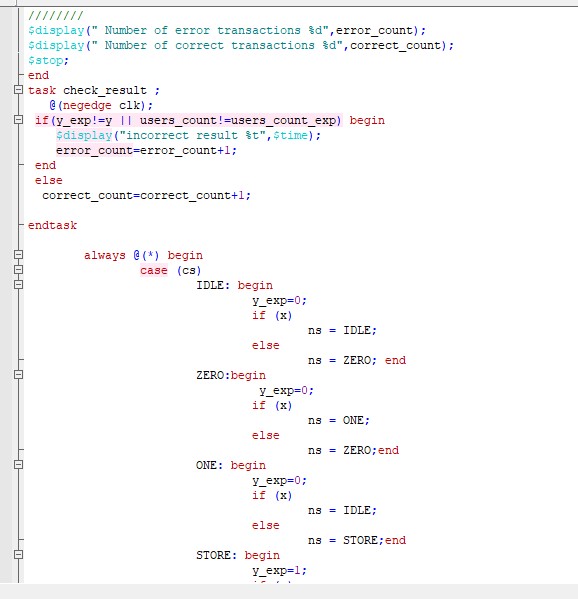 ////////
$display(" Number of error transactions %d",error_count);
$display(" Number of correct transactions %d",correct_count);
$stop;
end
task check_result ;
@(negedge clk);
if(y_exp!=y || users_count!=users_count_exp) begin
$display("incorrect result %t",$time);
error_count=error_count+1;
end
else
correct_count=correct_count+1;
endtask
always @(*) begin
case (cs)
IDLE: begin
y_exp=0;
if (x)
ns = IDLE;
else
ns = ZERO; end
ZERO:begin
y_exp=0;
if (x)
ns = ONE;
else
ns = ZERO;end
ONE: begin
y_exp=0;
if (x)
ns = IDLE;
else
ns = STORE;end
STORE: begin
y_exp=1;